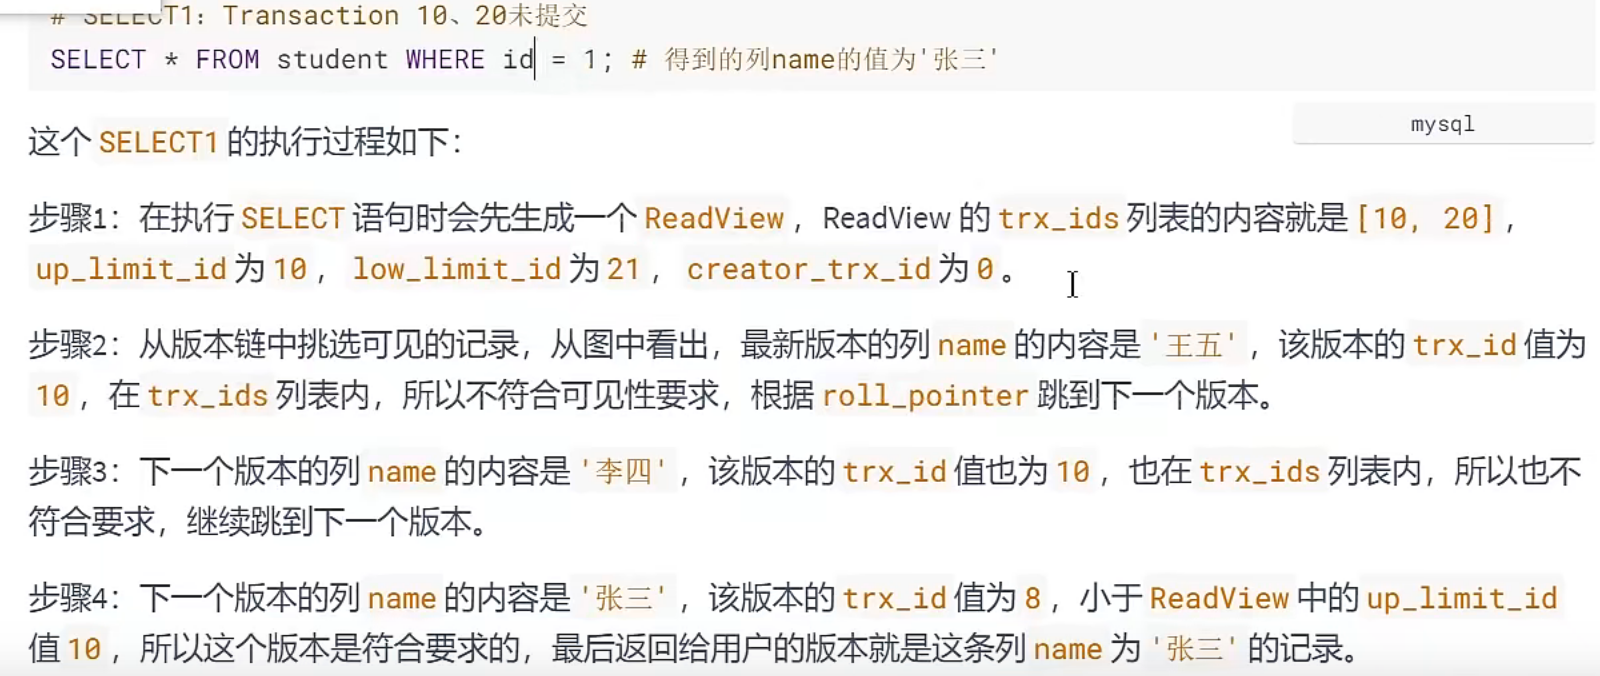 # SELECT1：Transaction 10、20未提交
SELECT * FROM student WHERE id = 1; # 得到的列name的值为'张三'
mysql
这个 SELECT1 的执行过程如下：
步骤1：在执行 SELECT 语句时会先生成一个 ReadView ，ReadView 的 trx_ids 列表的内容就是 [10, 20] ，
up_limit_id 为 10 ， low_limit_id 为 21 ， creator_trx_id 为 0 。
步骤2：从版本链中挑选可见的记录，从图中看出，最新版本的列 name 的内容是 '王五' ，该版本的 trx_id 值为
10 ，在 trx_ids 列表内，所以不符合可见性要求，根据 roll_pointer 跳到下一个版本。
步骤3：下一个版本的列 name 的内容是 '李四' ，该版本的 trx_id 值也为 10 ，也在 trx_ids 列表内，所以也不
符合要求，继续跳到下一个版本。
步骤4：下一个版本的列 name 的内容是 '张三' ，该版本的 trx_id 值为 8 ，小于 ReadView 中的 up_limit_id
值 10 ，所以这个版本是符合要求的，最后返回给用户的版本就是这条列 name 为 '张三' 的记录。